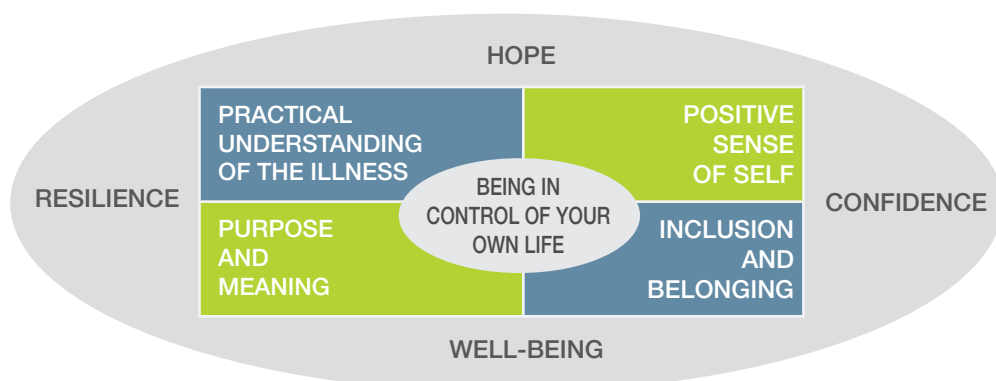 HOPE
PRACTICAL
UNDERSTANDING
OF THE ILLNESS
POSITIVE
SENSE
OF SELF
RESILIENCE
BEING IN
CONTROL OF YOUR
OWN LIFE
CONFIDENCE
PURPOSE
AND
MEANING
INCLUSION
AND
BELONGING
WELL-BEING